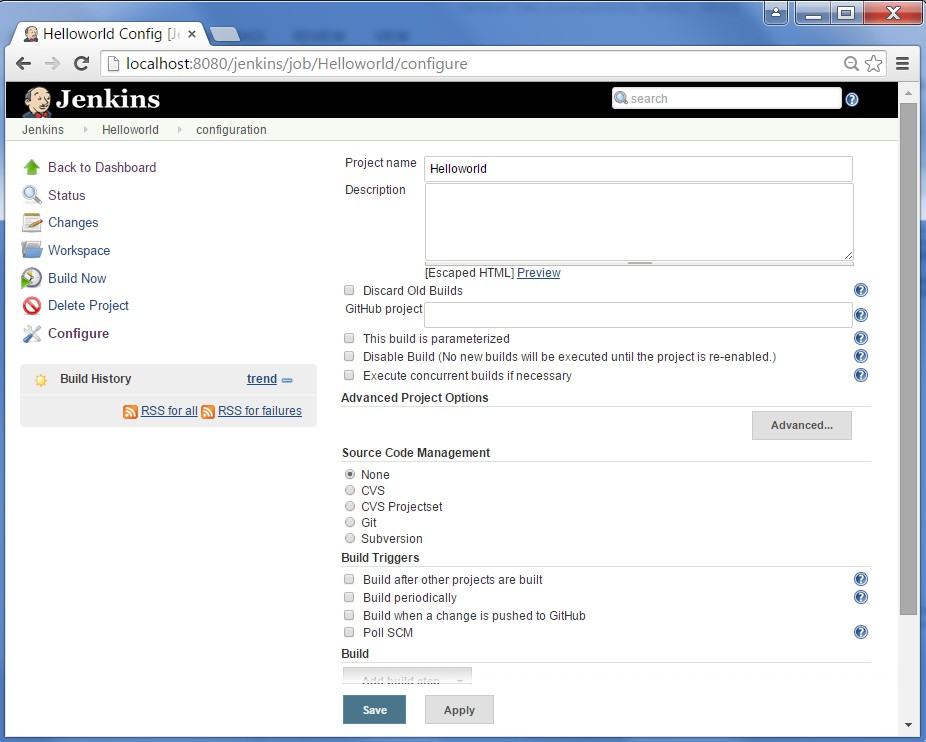 Helloworld Config [Je
localhost:8080/jenkins/job/Helloworld/configure
Jenkins
search
Jenkins Helloworld configuration
Back to Dashboard
Status
Changes
Workspace
Build Now
Delete Project
Configure
Build History trend
RSS for all RSS for failures
Project name Helloworld
Description
[Escaped HTML] Preview
Discard Old Builds
GitHub project
This build is parameterized
Disable Build (No new builds will be executed until the project is re-enabled.)
Execute concurrent builds if necessary
Advanced Project Options
Advanced...
Source Code Management
None
CVS
CVS Projectset
Git
Subversion
Build Triggers
Build after other projects are built
Build periodically
Build when a change is pushed to GitHub
Poll SCM
Build
Add build step
Save Apply